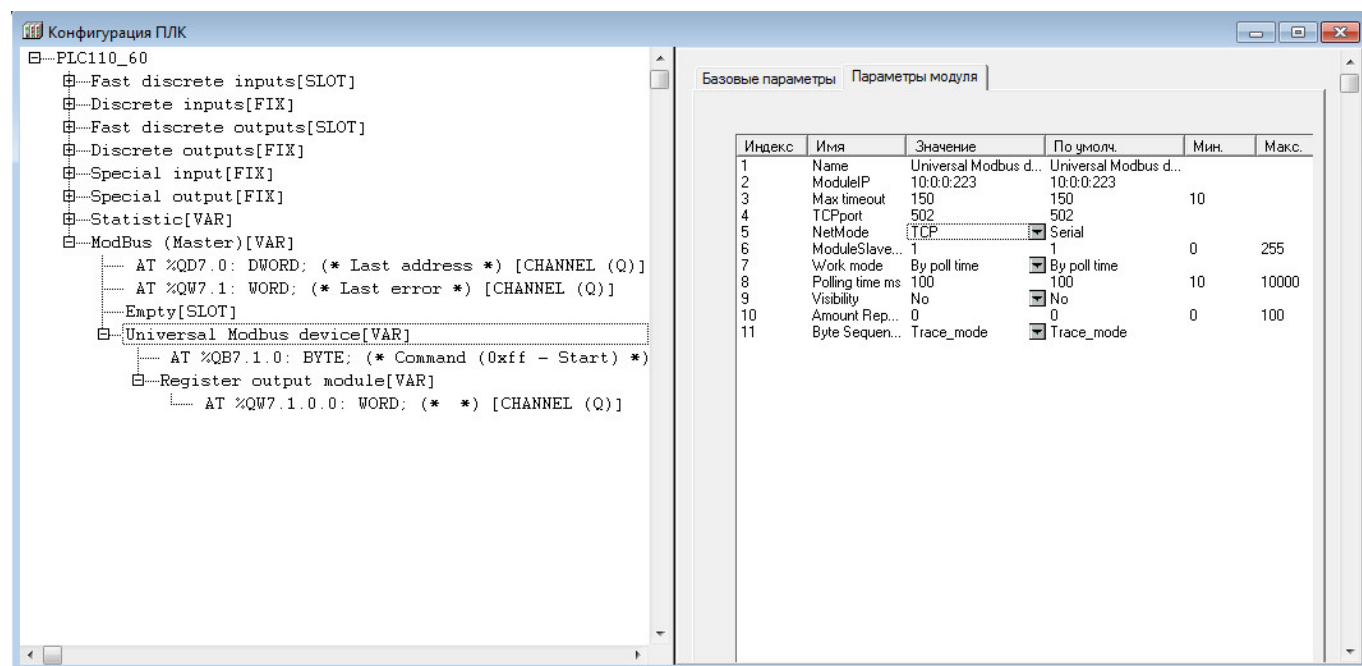 Конфигурация ПЛК
PLC110_60
Fast discrete inputs[SLOT]
Discrete inputs[FIX]
Fast discrete outputs[SLOT]
Discrete outputs[FIX]
Special input[FIX]
Special output[FIX]
Statistic[VAR]
ModBus (Master)[VAR]
AT %QD7.0: DWORD; (* Last address *) [CHANNEL (Q)]
AT %QW7.1: WORD; (* Last error *) [CHANNEL (Q)]
Empty[SLOT]
Universal Modbus device[VAR]
AT %QB7.1.0: BYTE; (* Command (0xff - Start) *)
Register output module[VAR]
AT %QW7.1.0.0: WORD; (* *) [CHANNEL (Q)]
Базовые параметры Параметры модуля
Индекс Имя Значение По умолч. Мин. Макс.
1 Name Universal Modbus d... Universal Modbus d...
2 ModuleIP 10:0:0:223 10:0:0:223
3 Max timeout 150 150 10
4 TCPport 502 502
5 NetMode TCP Serial
6 ModuleSlave... 1 1 0 255
7 Work mode By poll time By poll time
8 Polling time ms 100 100 10 10000
9 Visibility No No
10 Amount Rep... 0 0 0 100
11 Byte Sequen... Trace_mode Trace_mode